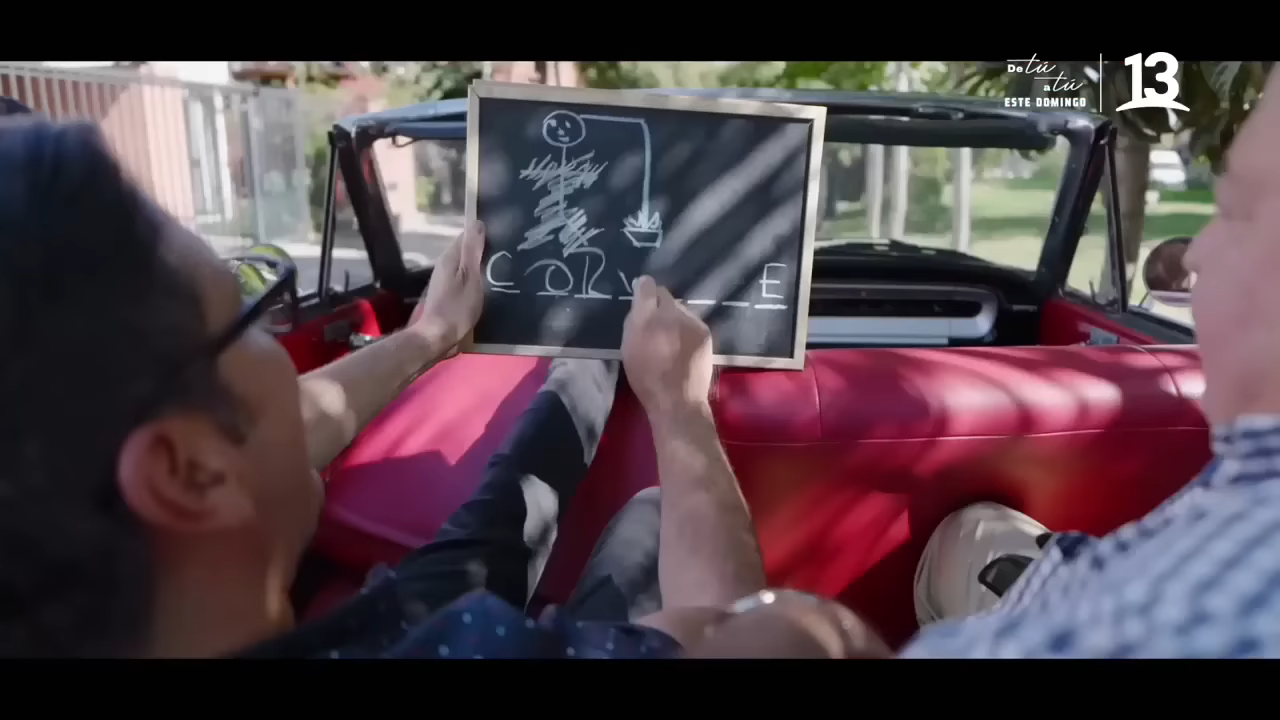 De tú
a tú
ESTE DOMINGO
13
C O R V _ _ _ E